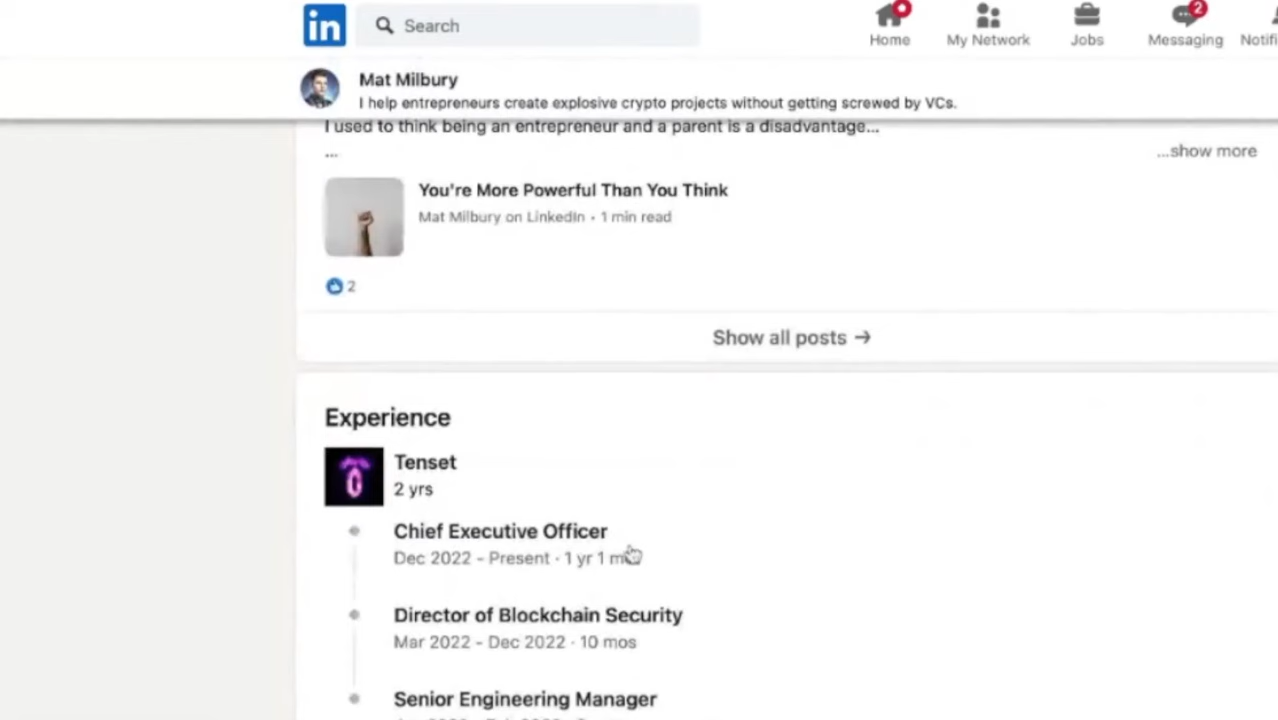 in
Search
Home
My Network
Jobs
2
Messaging
Mat Milbury
I help entrepreneurs create explosive crypto projects without getting screwed by VCs.
I used to think being an entrepreneur and a parent is a disadvantage...
...
...show more
You're More Powerful Than You Think
Mat Milbury on LinkedIn • 1 min read
2
Show all posts →
Experience
Tenset
2 yrs
Chief Executive Officer
Dec 2022 - Present · 1 yr 1
Director of Blockchain Security
Mar 2022 - Dec 2022 · 10 mos
Senior Engineering Manager